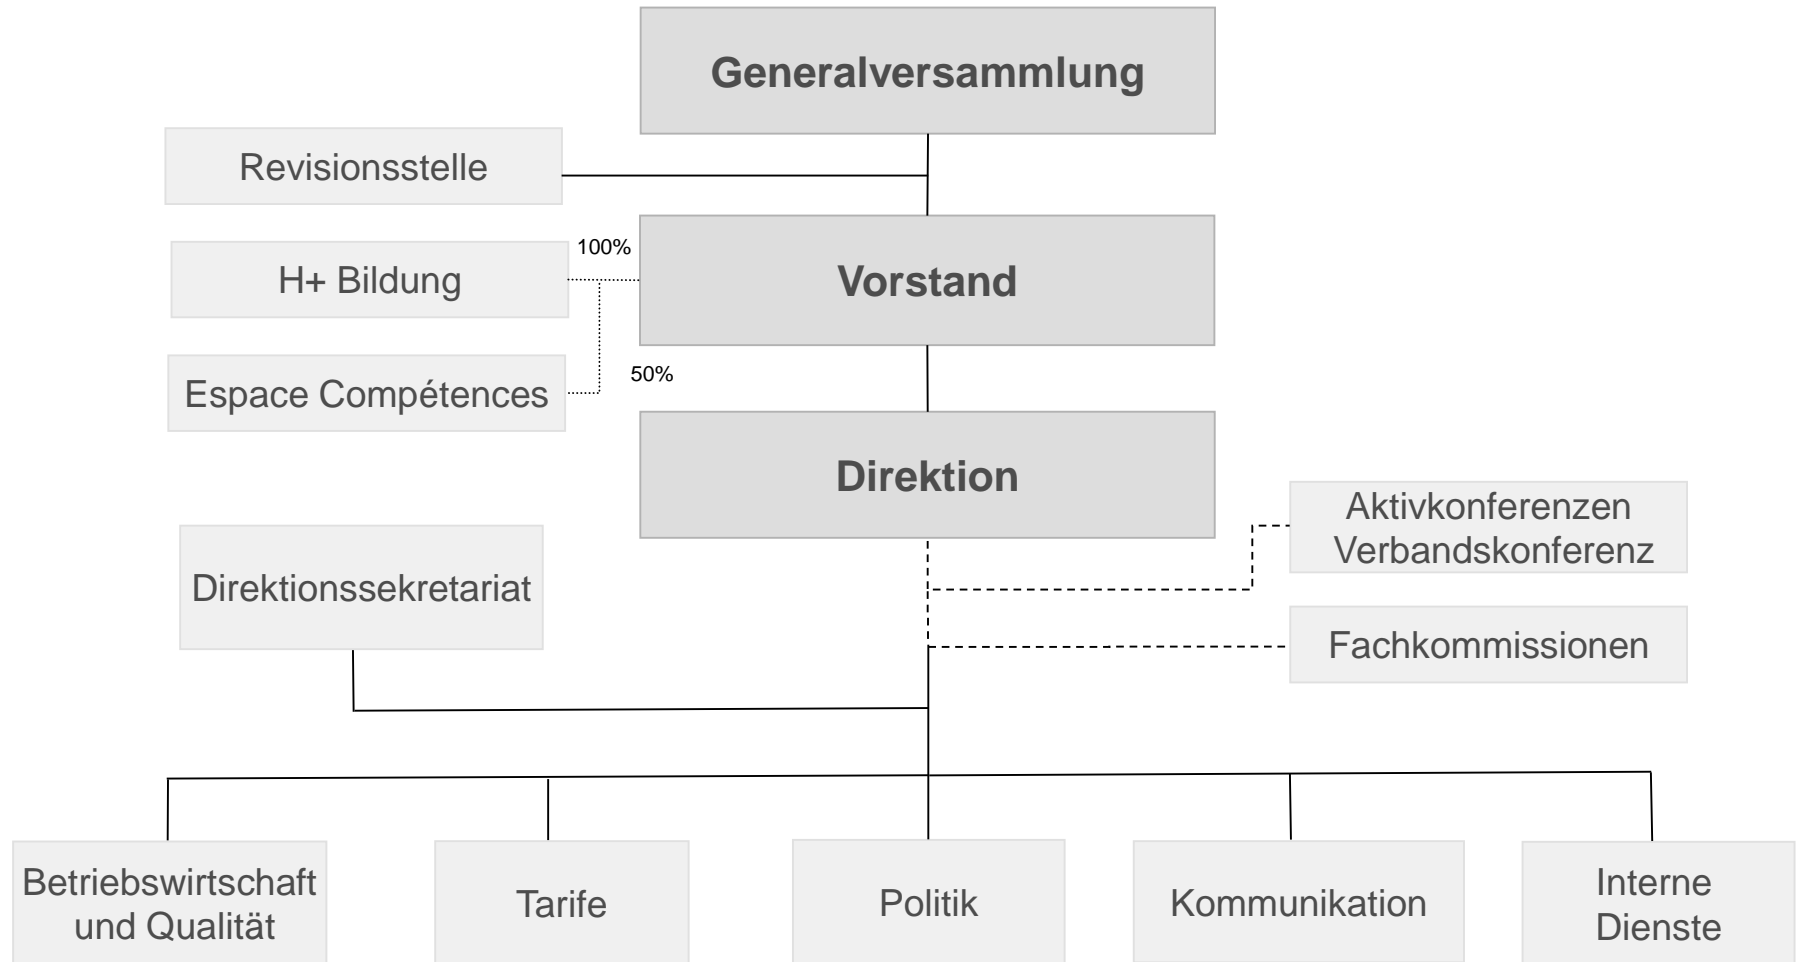 Generalversammlung
Revisionsstelle
100%
H+ Bildung
Vorstand
50%
Espace Compétences
Direktion
Aktivkonferenzen
Verbandskonferenz
Direktionssekretariat
Fachkommissionen
Betriebswirtschaft
und Qualität
Tarife
Politik
Kommunikation
Interne
Dienste